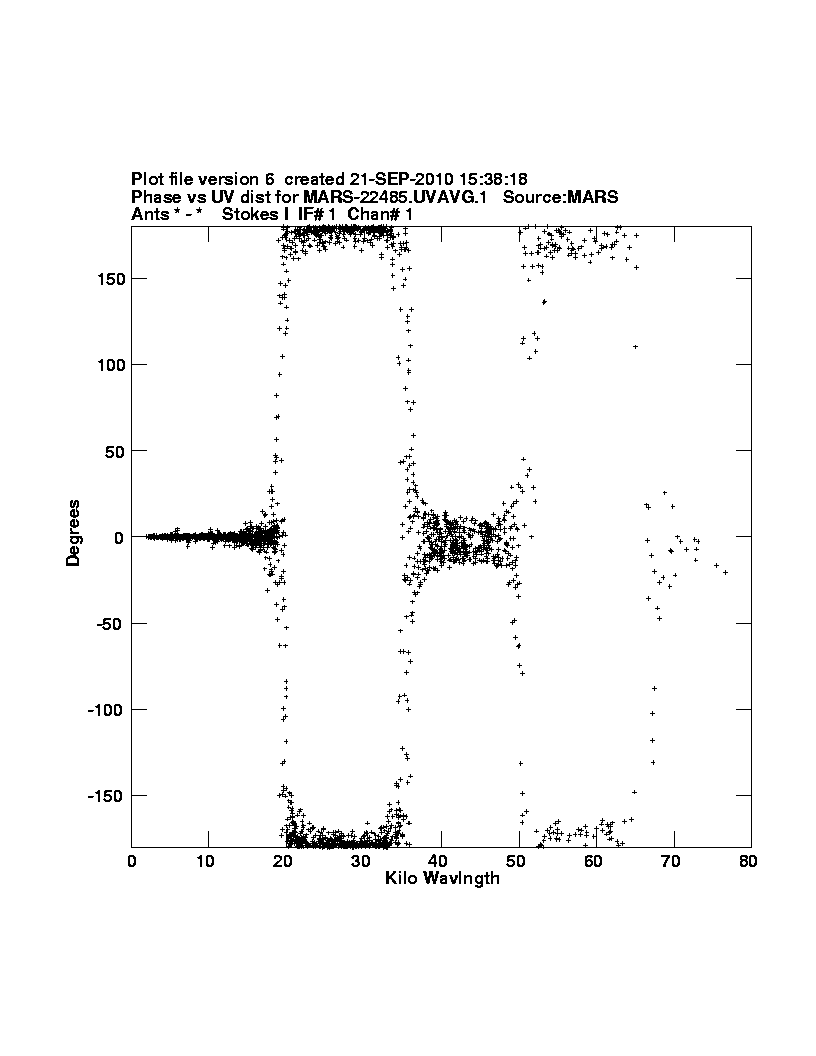 Plot file version 6 created 21-SEP-2010 15:38:18
Phase vs UV dist for MARS-22485.UVAVG.1 Source:MARS
Ants * - * Stokes I IF# 1 Chan# 1
150
100
50
0
-50
-100
-150
Degrees
0 10 20 30 40 50 60 70 80
Kilo Wavlngth